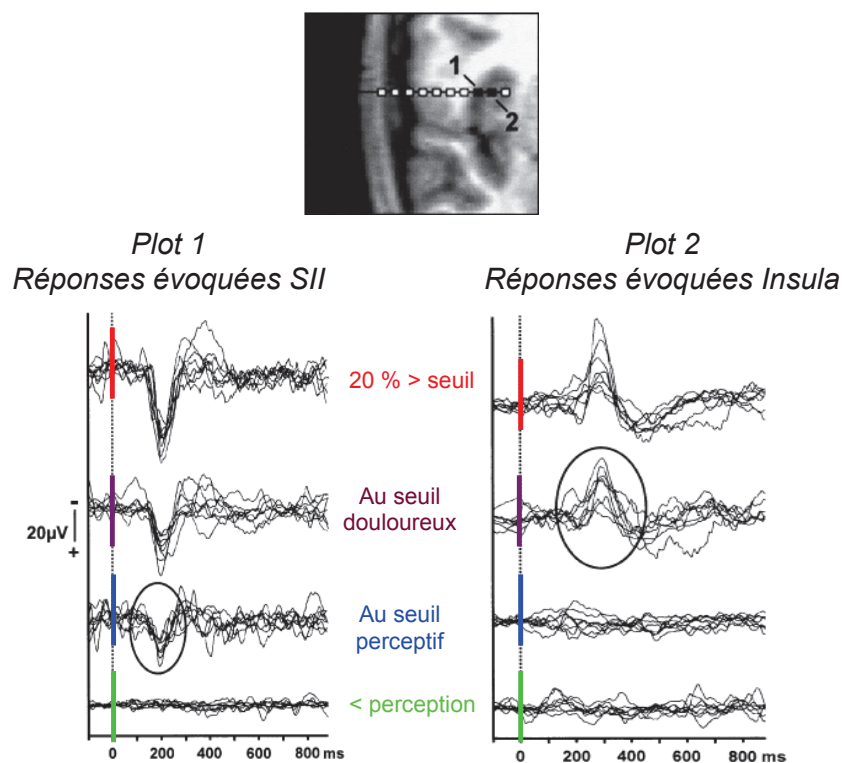 1
2
Plot 1
Réponses évoquées SII
Plot 2
Réponses évoquées Insula
20 % > seuil
Au seuil
douloureux
Au seuil
perceptif
< perception
-
20µV
+
0 200 400 600 800 ms
0 200 400 600 800 ms